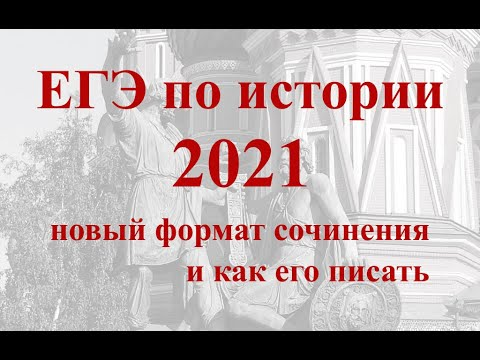 ЕГЭ по истории
2021
новый формат сочинения
и как его писать